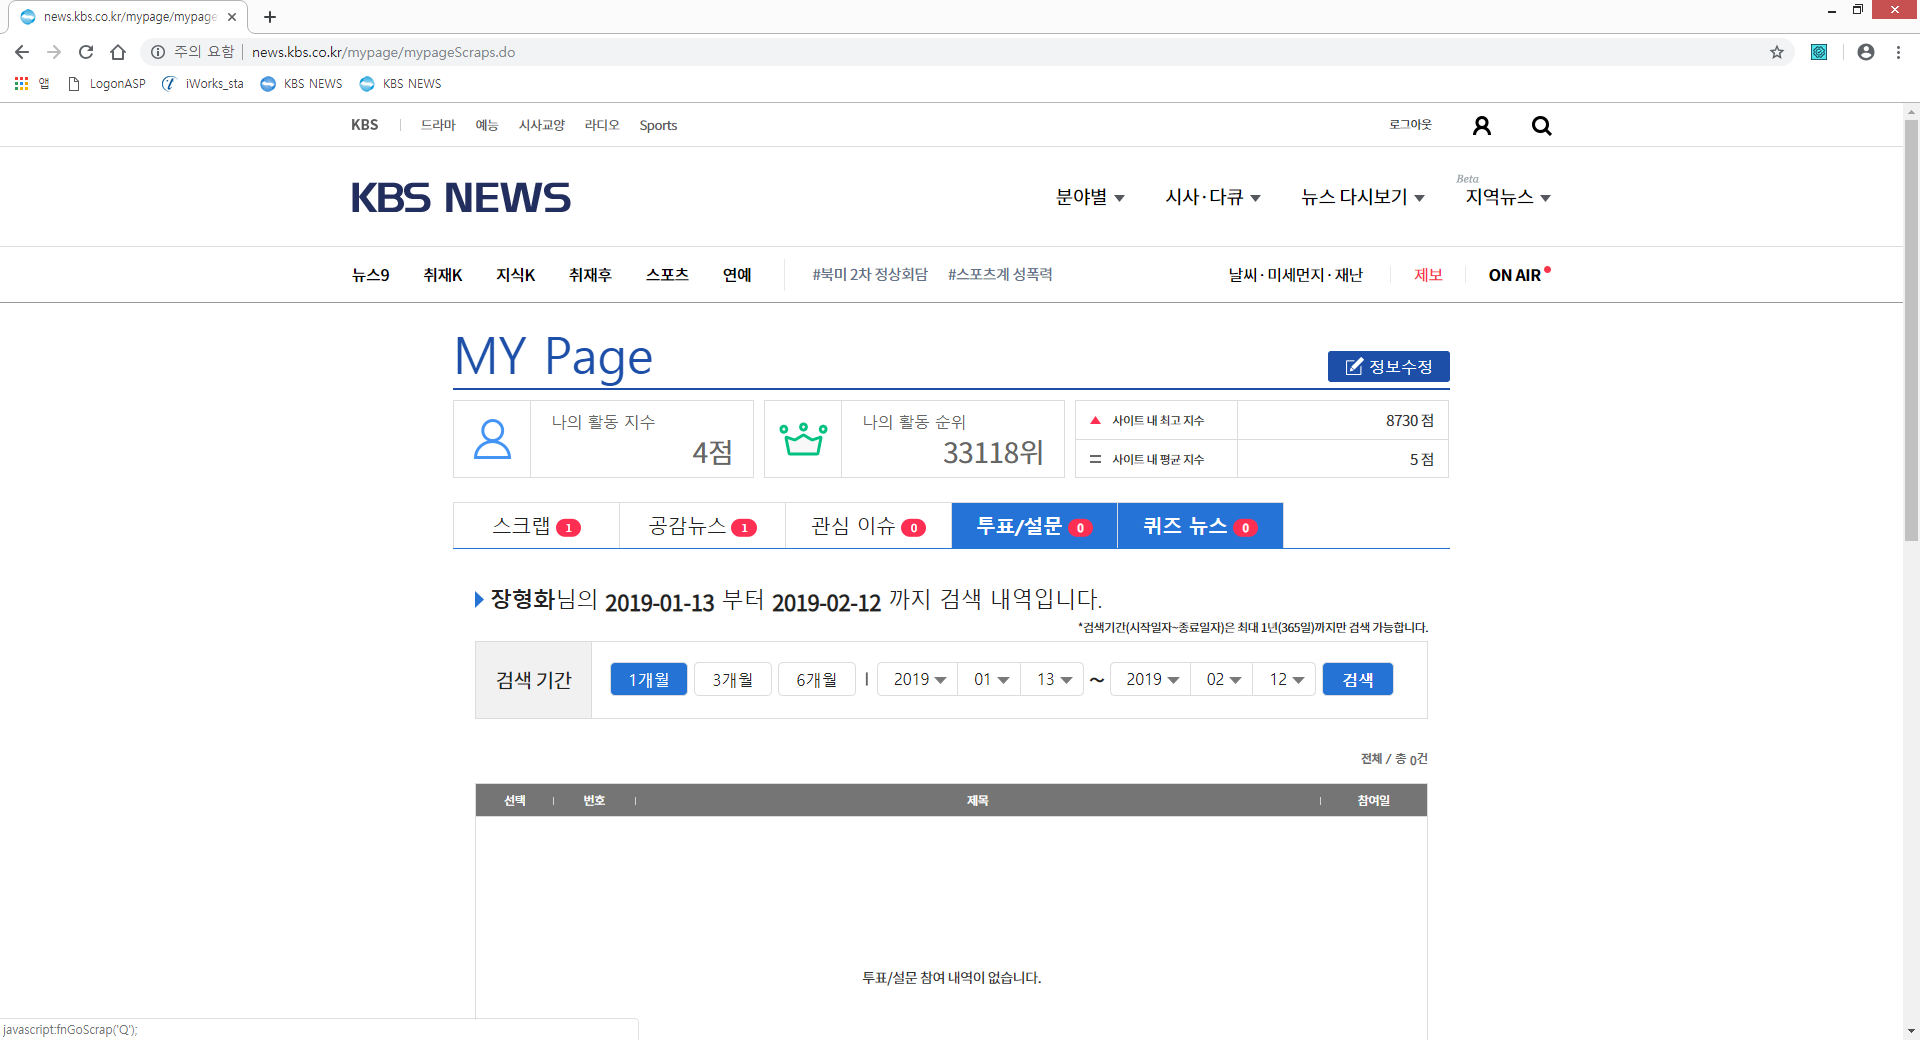 news.kbs.co.kr/mypage/mypage
주의 요함 | news.kbs.co.kr/mypage/mypageScraps.do
앱 LogonASP iWorks_sta KBS NEWS KBS NEWS
KBS | 드라마 예능 시사교양 라디오 Sports 로그아웃
Beta
KBS NEWS 분야별 시사·다큐 뉴스 다시보기 지역뉴스
뉴스9 취재K 지식K 취재후 스포츠 연예 #북미 2차 정상회담 #스포츠계 성폭력 날씨·미세먼지·재난 제보 ON AIR
MY Page
정보수정
나의 활동 지수
4점
나의 활동 순위
33118위
사이트 내 최고 지수 8730 점
사이트 내 평균 지수 5 점
스크랩 1 공감뉴스 1 관심 이슈 0 투표/설문 0 퀴즈 뉴스 0
장형화님의 2019-01-13 부터 2019-02-12 까지 검색 내역입니다.
*검색기간(시작일자~종료일자)은 최대 1년(365일)까지만 검색 가능합니다.
검색 기간 1개월 3개월 6개월 | 2019 01 13 ~ 2019 02 12 검색
전체 / 총 0건
선택 | 번호 | 제목 | 참여일
투표/설문 참여 내역이 없습니다.
javascript:fnGoScrap('Q');